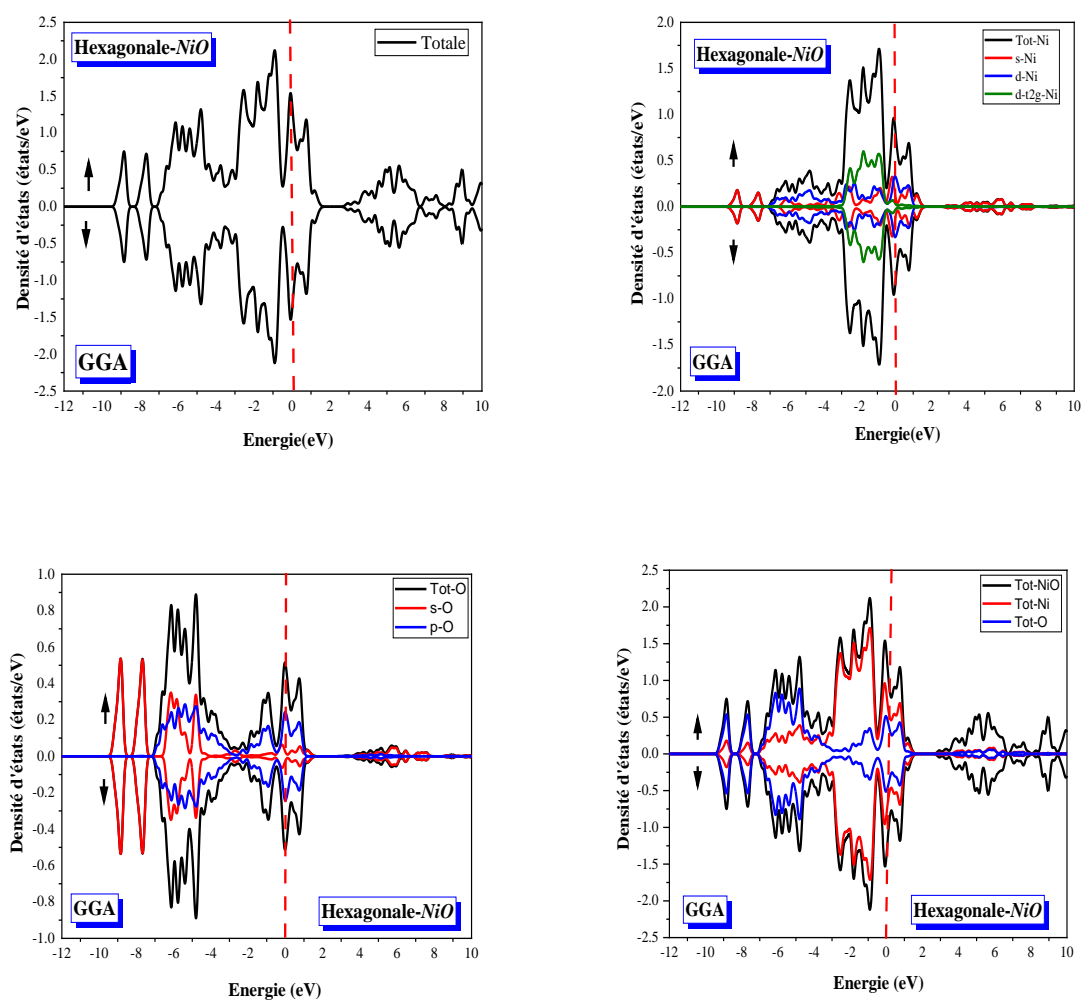 Hexagonale-NiO
Totale
Densité d'états (états/eV)
2.5
2.0
1.5
1.0
0.5
0.0
-0.5
-1.0
-1.5
-2.0
-2.5
GGA
-12 -10 -8 -6 -4 -2 0 2 4 6 8 10
Energie(eV)
Hexagonale-NiO
Tot-Ni
s-Ni
d-Ni
d-t2g-Ni
Densité d'états (états/eV)
2.0
1.5
1.0
0.5
0.0
-0.5
-1.0
-1.5
-2.0
GGA
-12 -10 -8 -6 -4 -2 0 2 4 6 8 10
Energie(eV)
Tot-O
s-O
p-O
Densité d'états (états/eV)
1.0
0.8
0.6
0.4
0.2
0.0
-0.2
-0.4
-0.6
-0.8
-1.0
GGA
Hexagonale-NiO
-12 -10 -8 -6 -4 -2 0 2 4 6 8 10
Energie (eV)
Tot-NiO
Tot-Ni
Tot-O
Densité d'états (états/eV)
2.5
2.0
1.5
1.0
0.5
0.0
-0.5
-1.0
-1.5
-2.0
-2.5
GGA
Hexagonale-NiO
-12 -10 -8 -6 -4 -2 0 2 4 6 8 10
Energie (eV)